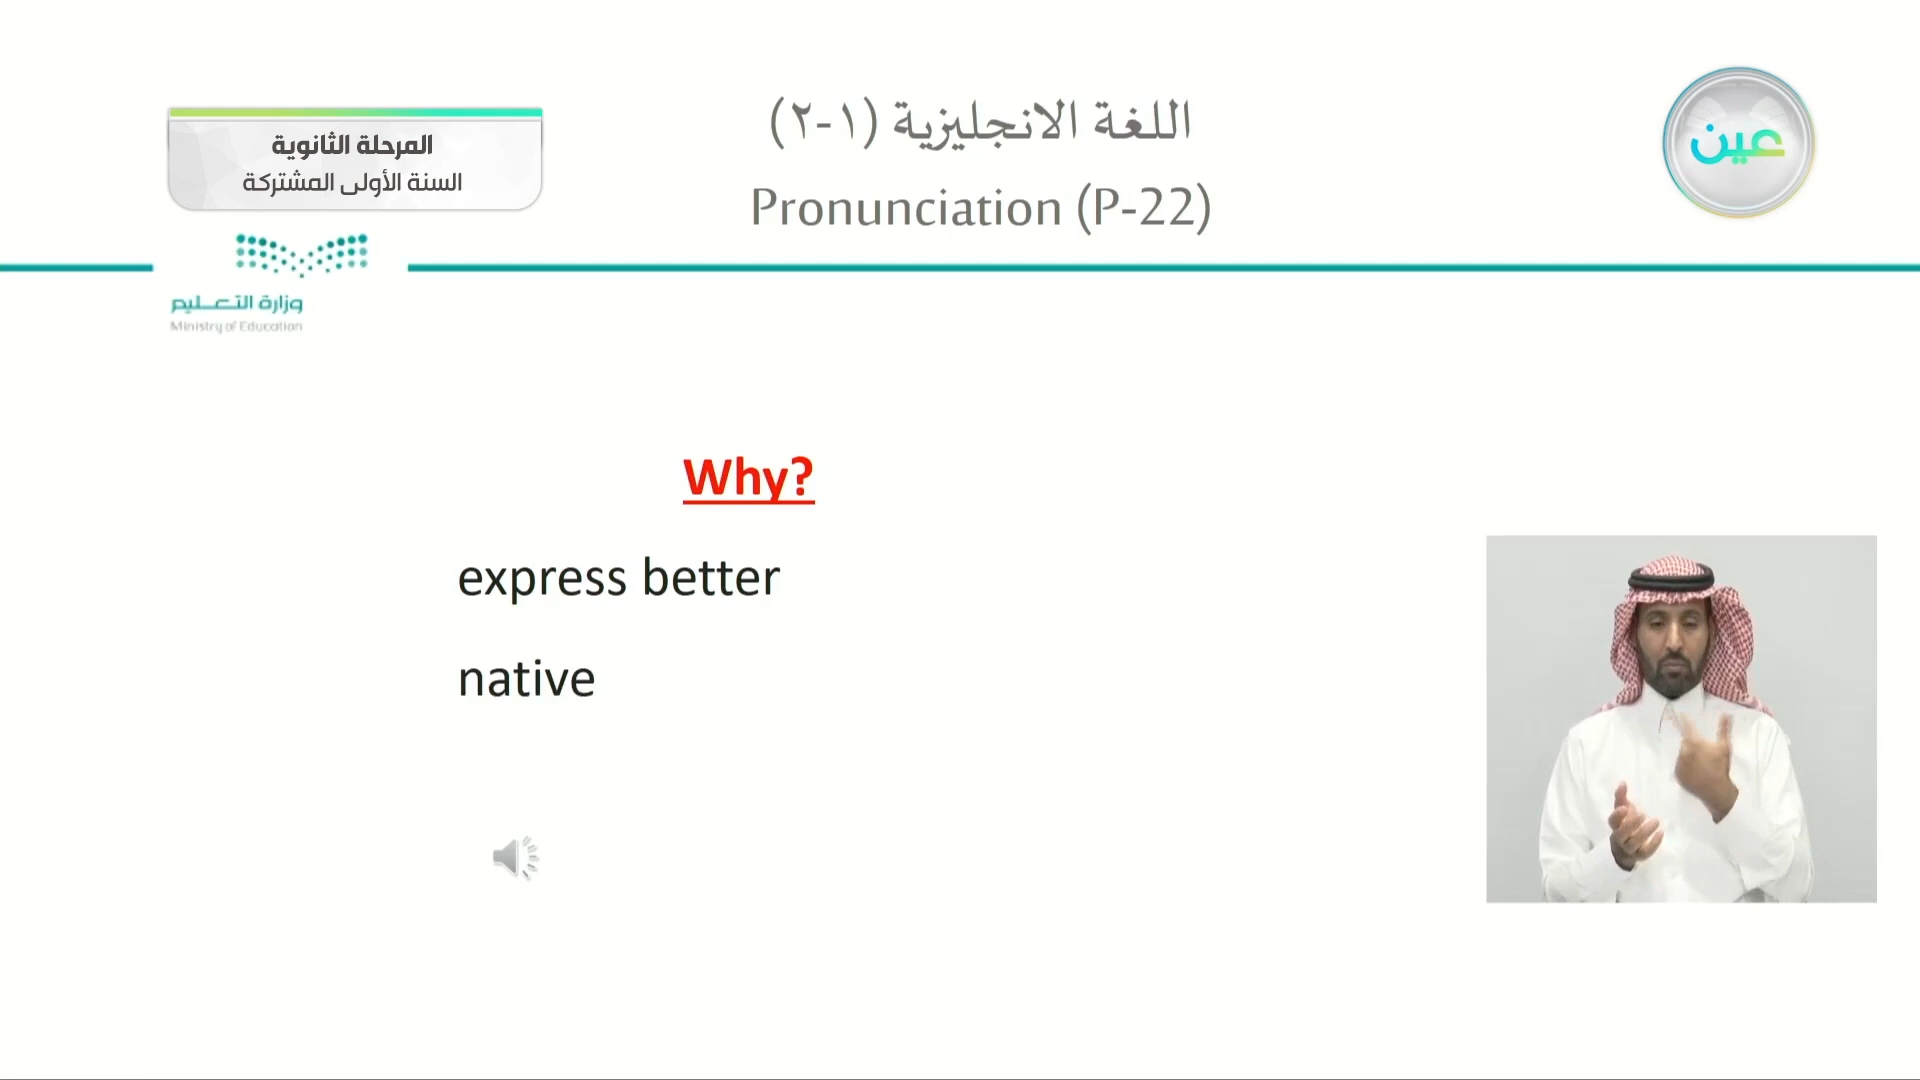 المرحلة الثانوية
السنة الأولى المشتركة
اللغة الانجليزية (١-٢)
Pronunciation (P-22)
عين
وزارة التعليم
Ministry of Education
Why?
express better
native